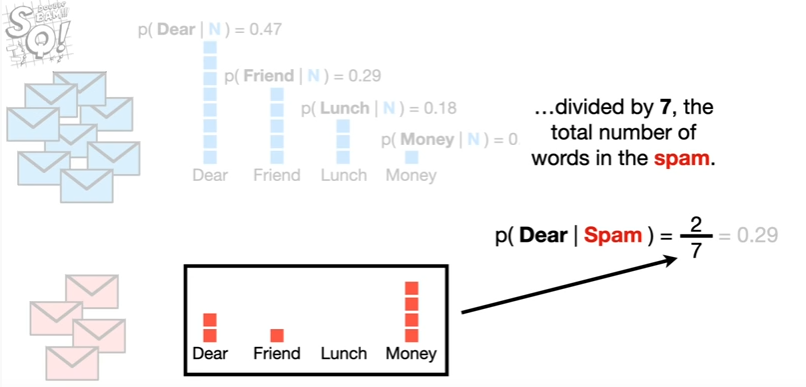 SQ!
p( Dear | N ) = 0.47
p( Friend | N ) = 0.29
p( Lunch | N ) = 0.18
p( Money | N ) = 0
Dear Friend Lunch Money
…divided by 7, the
total number of
words in the spam.
p( Dear | Spam ) = 2/7 = 0.29
Dear Friend Lunch Money